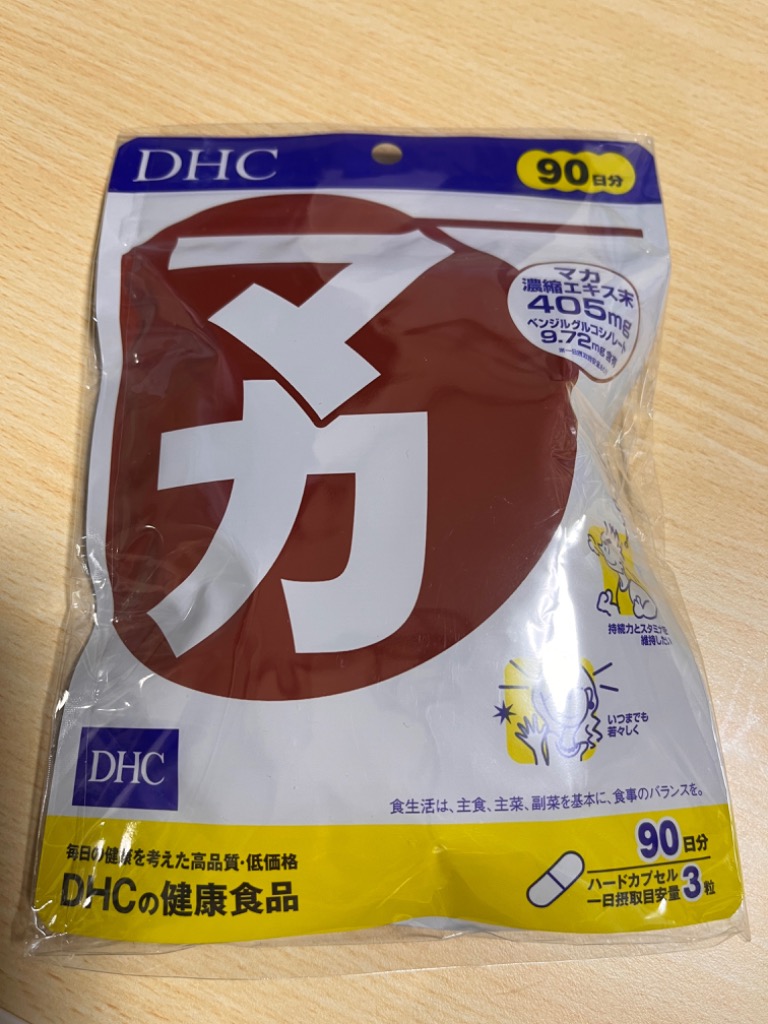 DHC
90日分
マカ
マカ
濃縮エキス末
405mg
ベンジルグルコシノレート
9.72mg含有
持続力とスタミナを
維持したい
いつまでも
若々しく
DHC
食生活は、主食、主菜、副菜を基本に、食事のバランスを。
毎日の健康を考えた高品質・低価格
DHCの健康食品
90日分
ハードカプセル
一日摂取目安量3粒